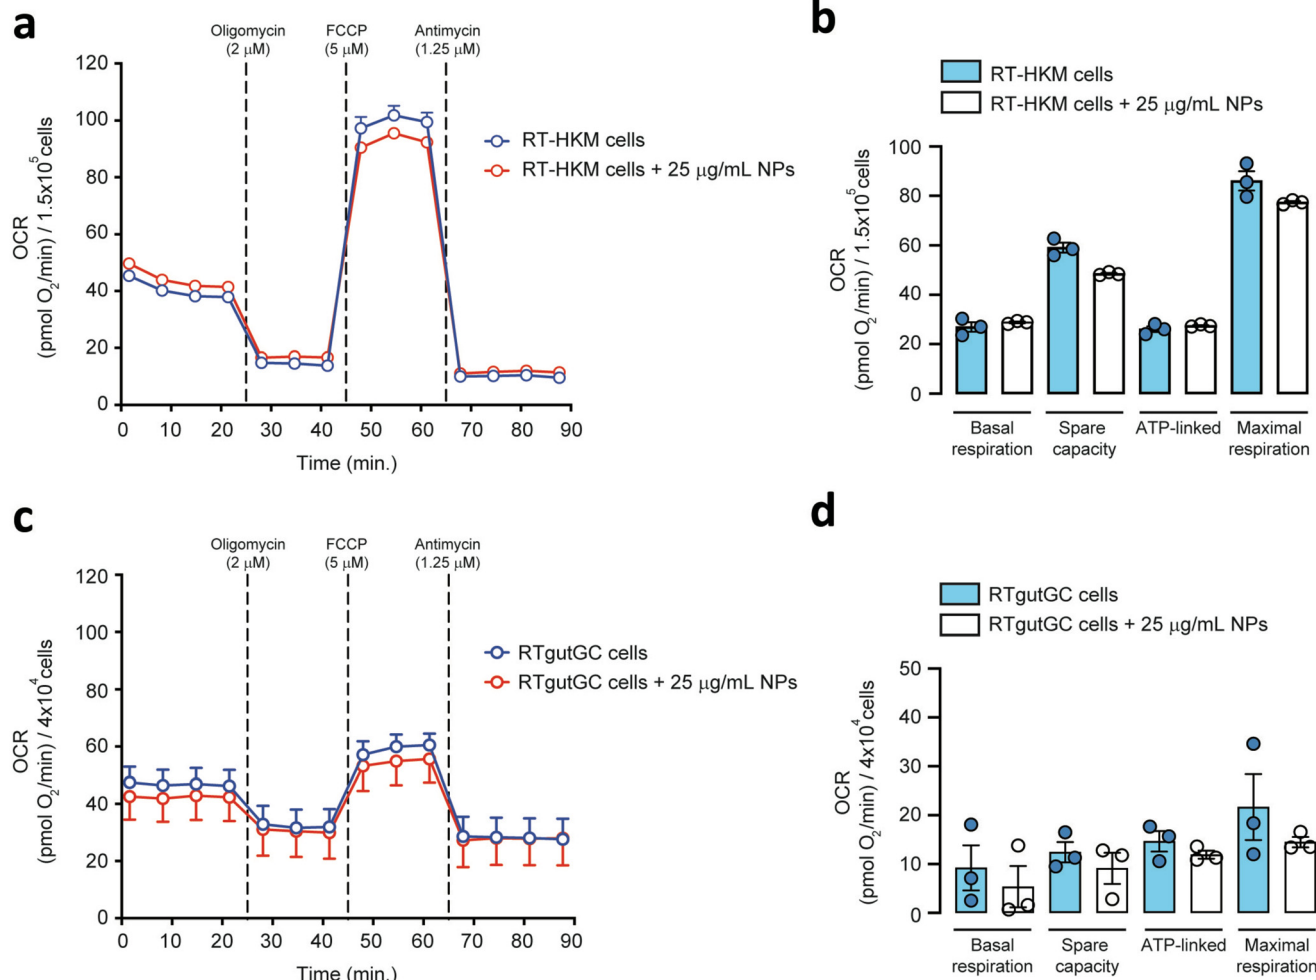 a
Oligomycin
(2 μM)
FCCP
(5 μM)
Antimycin
(1.25 μM)
120
100
80
60
40
20
0
OCR
(pmol O2/min) / 1.5x10^5 cells
0 10 20 30 40 50 60 70 80 90
Time (min.)
RT-HKM cells
RT-HKM cells + 25 μg/mL NPs
b
RT-HKM cells
RT-HKM cells + 25 μg/mL NPs
100
80
60
40
20
0
OCR
(pmol O2/min) / 1.5x10^5 cells
Basal
respiration
Spare
capacity
ATP-linked
Maximal
respiration
c
Oligomycin
(2 μM)
FCCP
(5 μM)
Antimycin
(1.25 μM)
120
100
80
60
40
20
0
OCR
(pmol O2/min) / 4x10^4 cells
0 10 20 30 40 50 60 70 80 90
Time (min.)
RTgutGC cells
RTgutGC cells + 25 μg/mL NPs
d
RTgutGC cells
RTgutGC cells + 25 μg/mL NPs
50
40
30
20
10
0
OCR
(pmol O2/min) / 4x10^4 cells
Basal
respiration
Spare
capacity
ATP-linked
Maximal
respiration